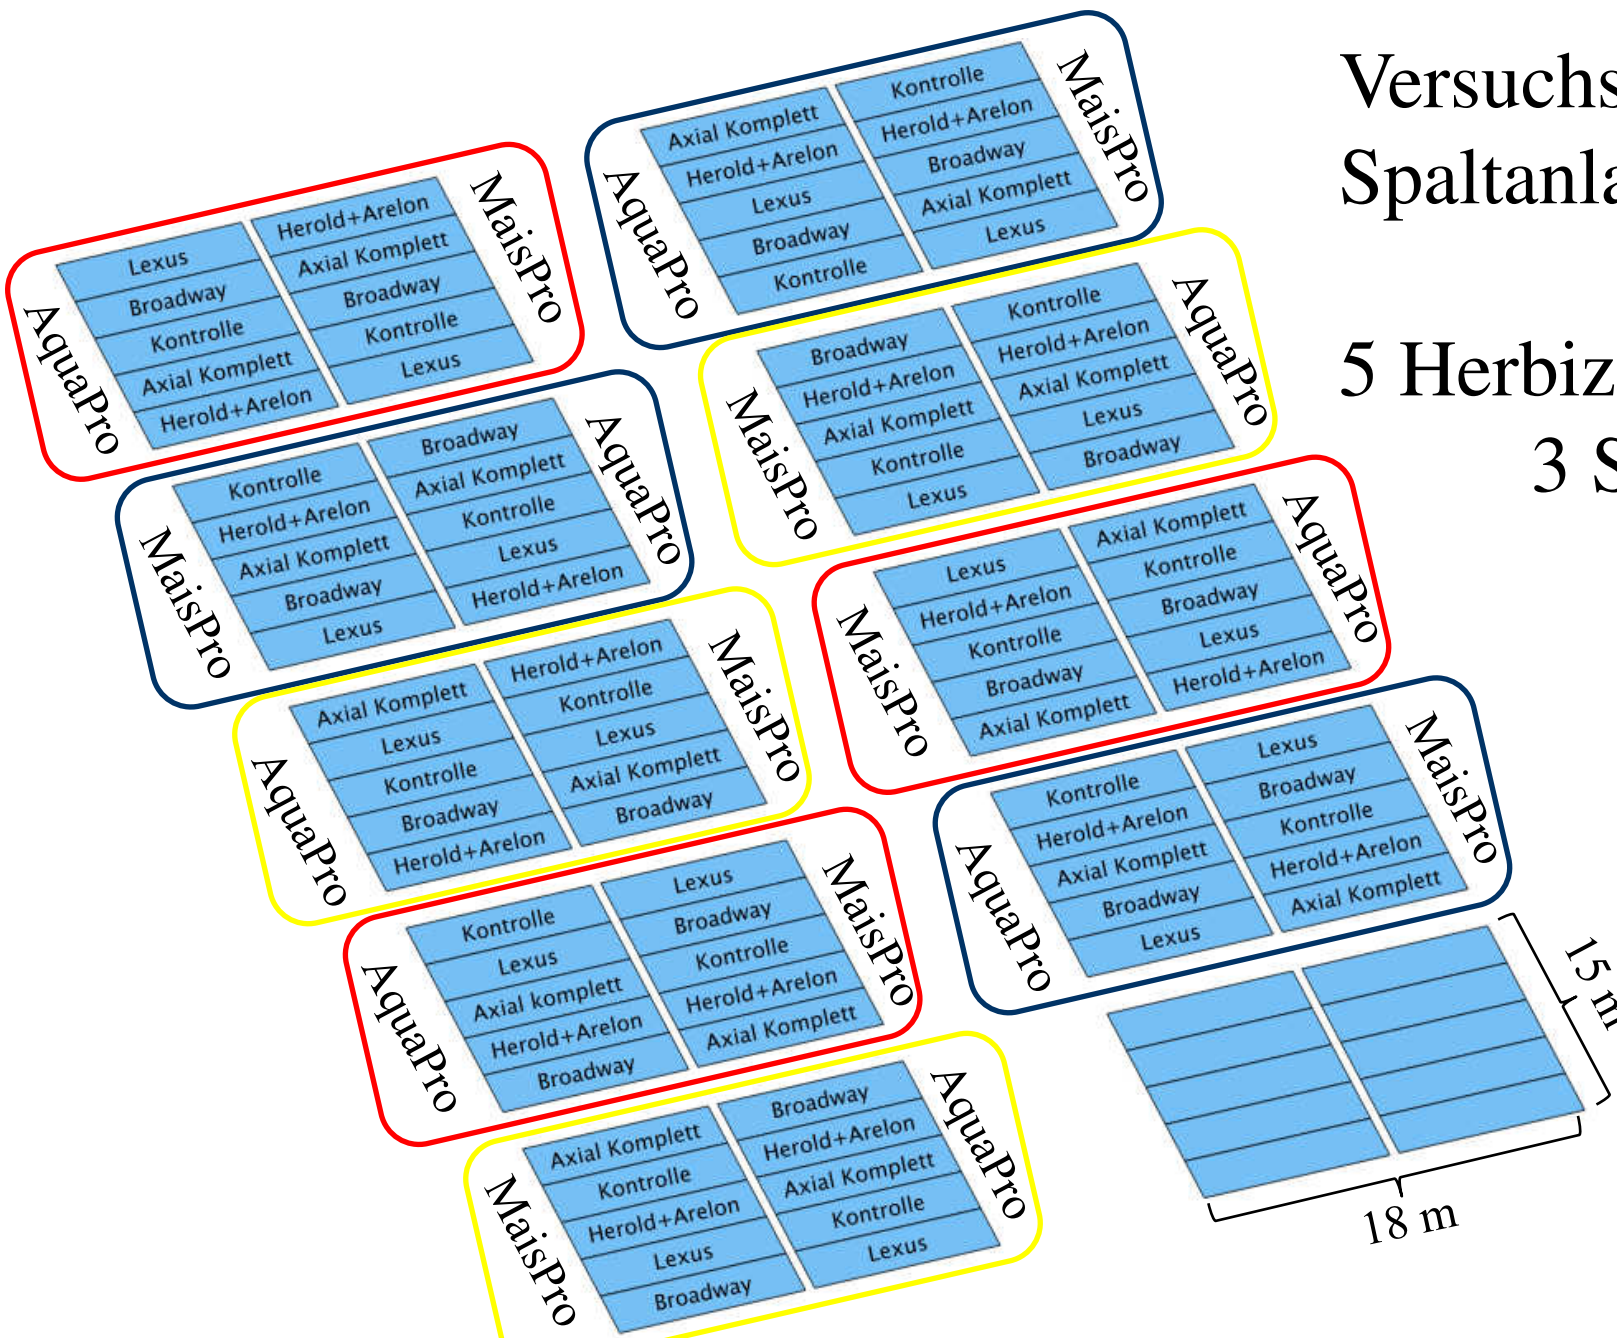 Versuchs
Spaltanla
5 Herbiz
3 S
AquaPro
Lexus
Broadway
Kontrolle
Axial Komplett
Herold+Arelon
Herold+Arelon
Axial Komplett
Broadway
Kontrolle
Lexus
MaisPro
MaisPro
Kontrolle
Herold+Arelon
Axial Komplett
Broadway
Lexus
Broadway
Axial Komplett
Kontrolle
Lexus
Herold+Arelon
AquaPro
AquaPro
Axial Komplett
Lexus
Kontrolle
Broadway
Herold+Arelon
Herold+Arelon
Kontrolle
Lexus
Axial Komplett
Broadway
MaisPro
AquaPro
Kontrolle
Lexus
Axial komplett
Herold+Arelon
Broadway
Lexus
Broadway
Kontrolle
Herold+Arelon
Axial Komplett
MaisPro
MaisPro
Axial Komplett
Kontrolle
Herold+Arelon
Lexus
Broadway
Broadway
Herold+Arelon
Axial Komplett
Kontrolle
Lexus
AquaPro
AquaPro
Axial Komplett
Herold+Arelon
Lexus
Broadway
Kontrolle
Kontrolle
Herold+Arelon
Broadway
Axial Komplett
Lexus
MaisPro
MaisPro
Broadway
Herold+Arelon
Axial Komplett
Kontrolle
Lexus
Kontrolle
Herold+Arelon
Axial Komplett
Lexus
Broadway
AquaPro
MaisPro
Lexus
Herold+Arelon
Kontrolle
Broadway
Axial Komplett
Axial Komplett
Kontrolle
Broadway
Lexus
Herold+Arelon
AquaPro
AquaPro
Kontrolle
Herold+Arelon
Axial Komplett
Broadway
Lexus
Lexus
Broadway
Kontrolle
Herold+Arelon
Axial Komplett
MaisPro
15 m
18 m